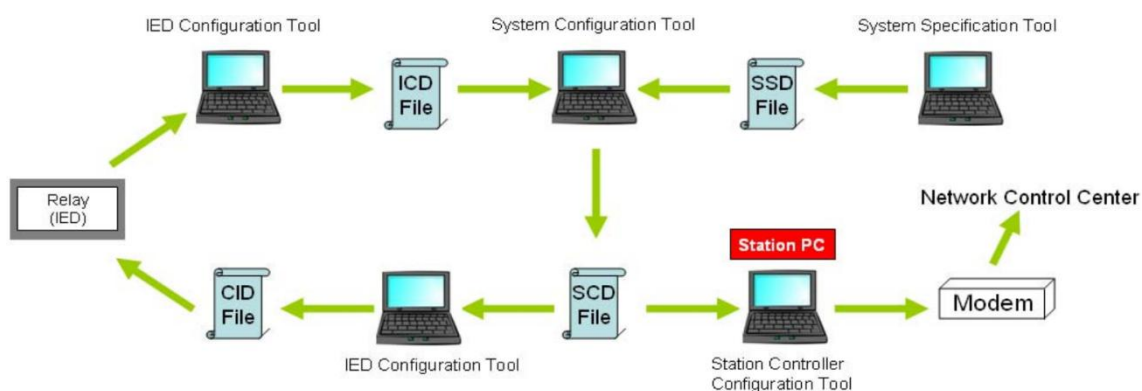 IED Configuration Tool
System Configuration Tool
System Specification Tool
ICD
File
SSD
File
Relay
(IED)
Network Control Center
Station PC
CID
File
SCD
File
Modem
IED Configuration Tool
Station Controller
Configuration Tool